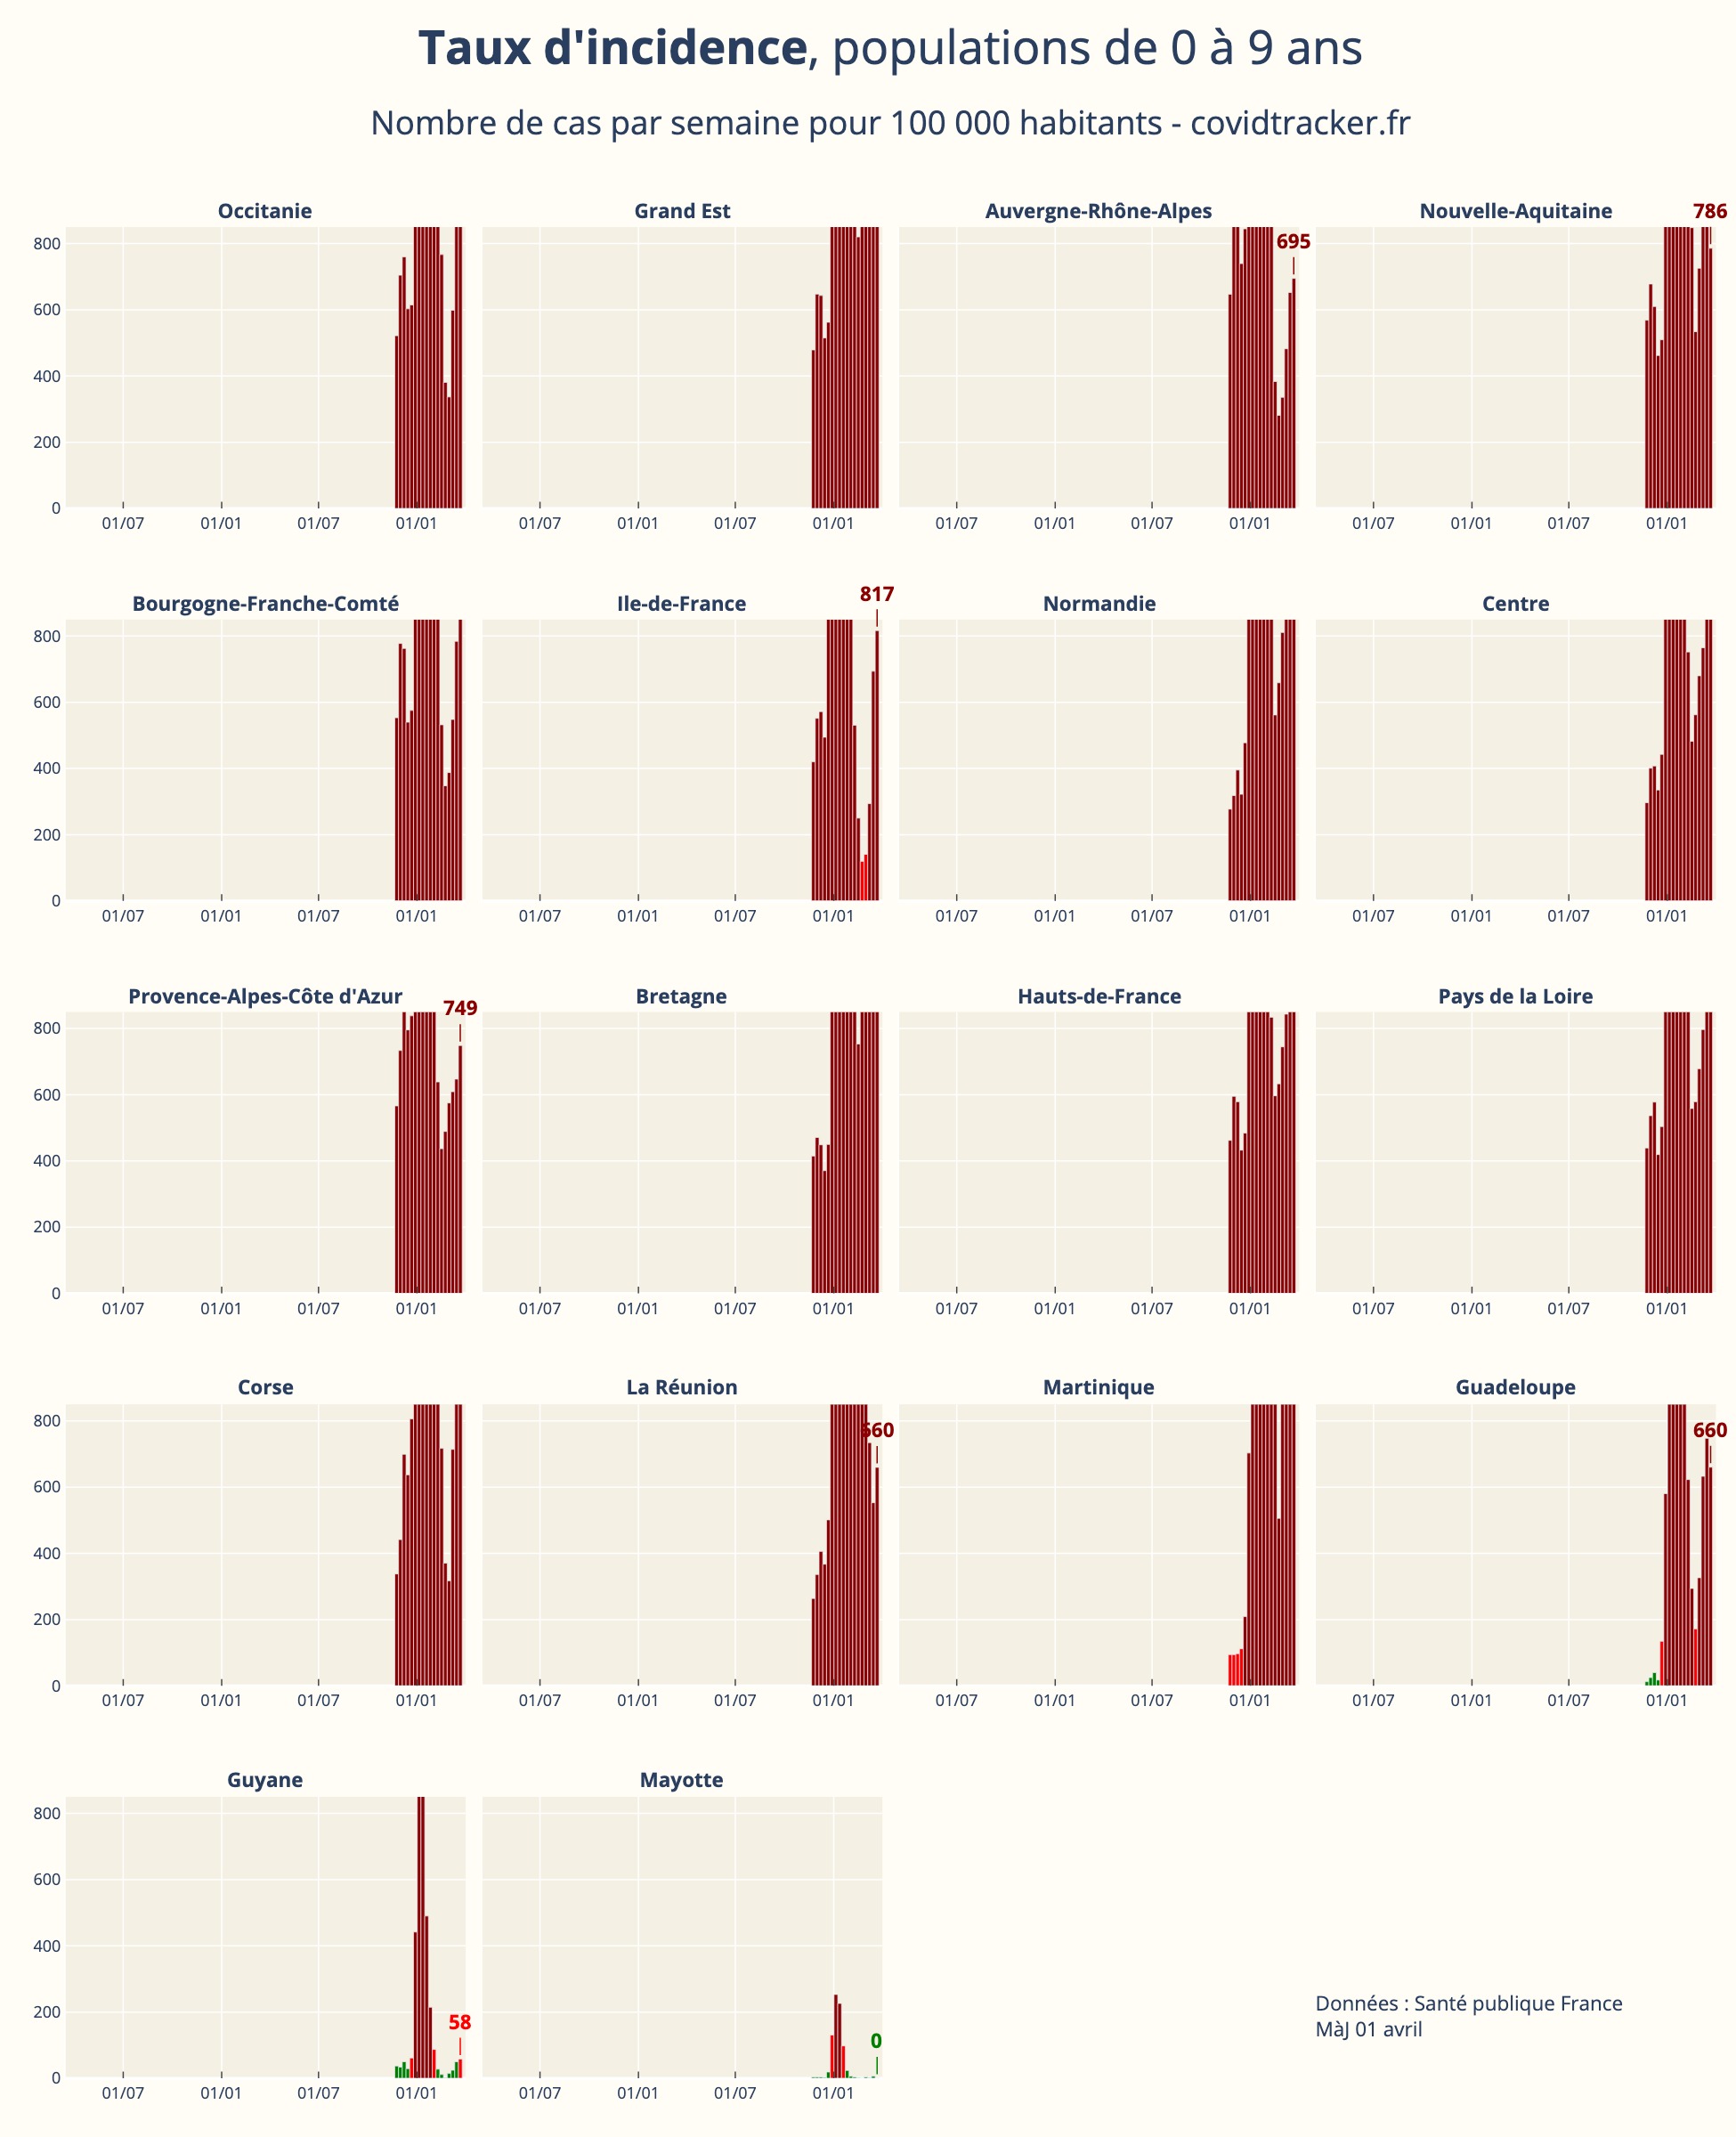 Taux d'incidence, populations de 0 à 9 ans
Nombre de cas par semaine pour 100 000 habitants - covidtracker.fr
Occitanie Grand Est Auvergne-Rhône-Alpes Nouvelle-Aquitaine 786
695
800
600
400
200
0
01/07 01/01 01/07 01/01 01/07 01/01 01/07 01/01 01/07 01/01 01/07 01/01 01/07 01/01 01/07 01/01
817
Bourgogne-Franche-Comté Ile-de-France Normandie Centre
800
600
400
200
0
01/07 01/01 01/07 01/01 01/07 01/01 01/07 01/01 01/07 01/01 01/07 01/01 01/07 01/01 01/07 01/01
Provence-Alpes-Côte d'Azur Bretagne Hauts-de-France Pays de la Loire
749
800
600
400
200
0
01/07 01/01 01/07 01/01 01/07 01/01 01/07 01/01 01/07 01/01 01/07 01/01 01/07 01/01 01/07 01/01
Corse La Réunion Martinique Guadeloupe
800 660 660
600
400
200
0
01/07 01/01 01/07 01/01 01/07 01/01 01/07 01/01 01/07 01/01 01/07 01/01 01/07 01/01 01/07 01/01
Guyane Mayotte
800
600
400
200
58
0
0
01/07 01/01 01/07 01/01 01/07 01/01 01/07 01/01
Données : Santé publique France
MàJ 01 avril